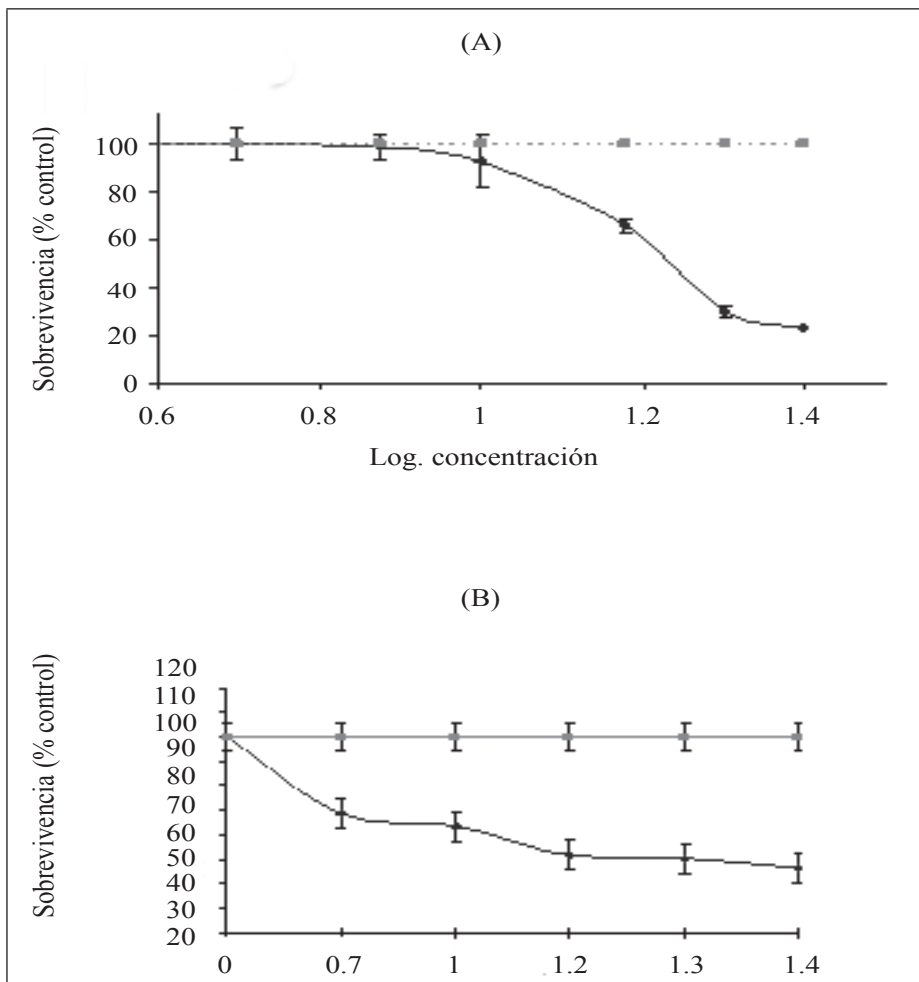 (A)
Sobrevivencia (% control)
100
80
60
40
20
0
0.6 0.8 1 1.2 1.4
Log. concentración
(B)
Sobrevivencia (% control)
120
110
100
90
80
70
60
50
40
30
20
0 0.7 1 1.2 1.3 1.4